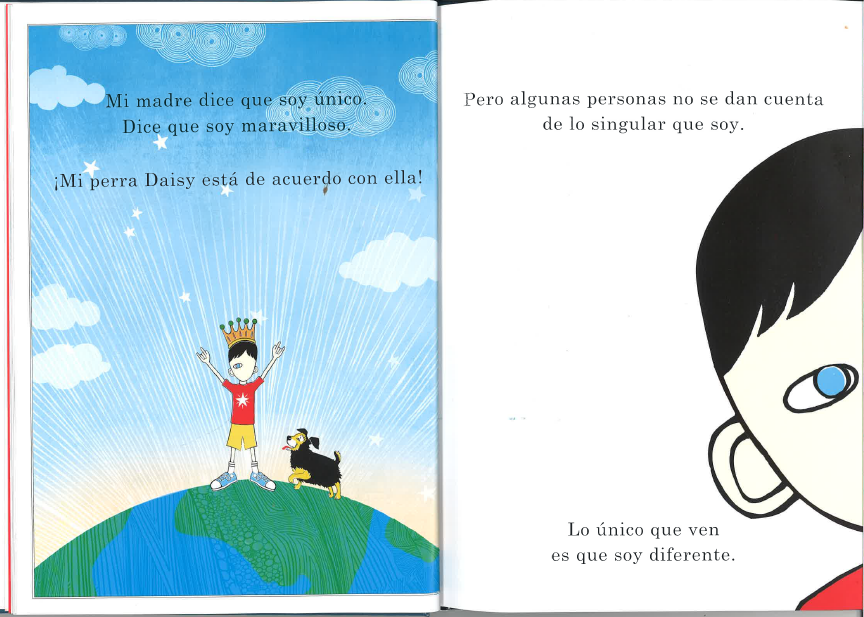 Mi madre dice que soy único.
Dice que soy maravilloso.
¡Mi perra Daisy está de acuerdo con ella!
Pero algunas personas no se dan cuenta
de lo singular que soy.
Lo único que ven
es que soy diferente.